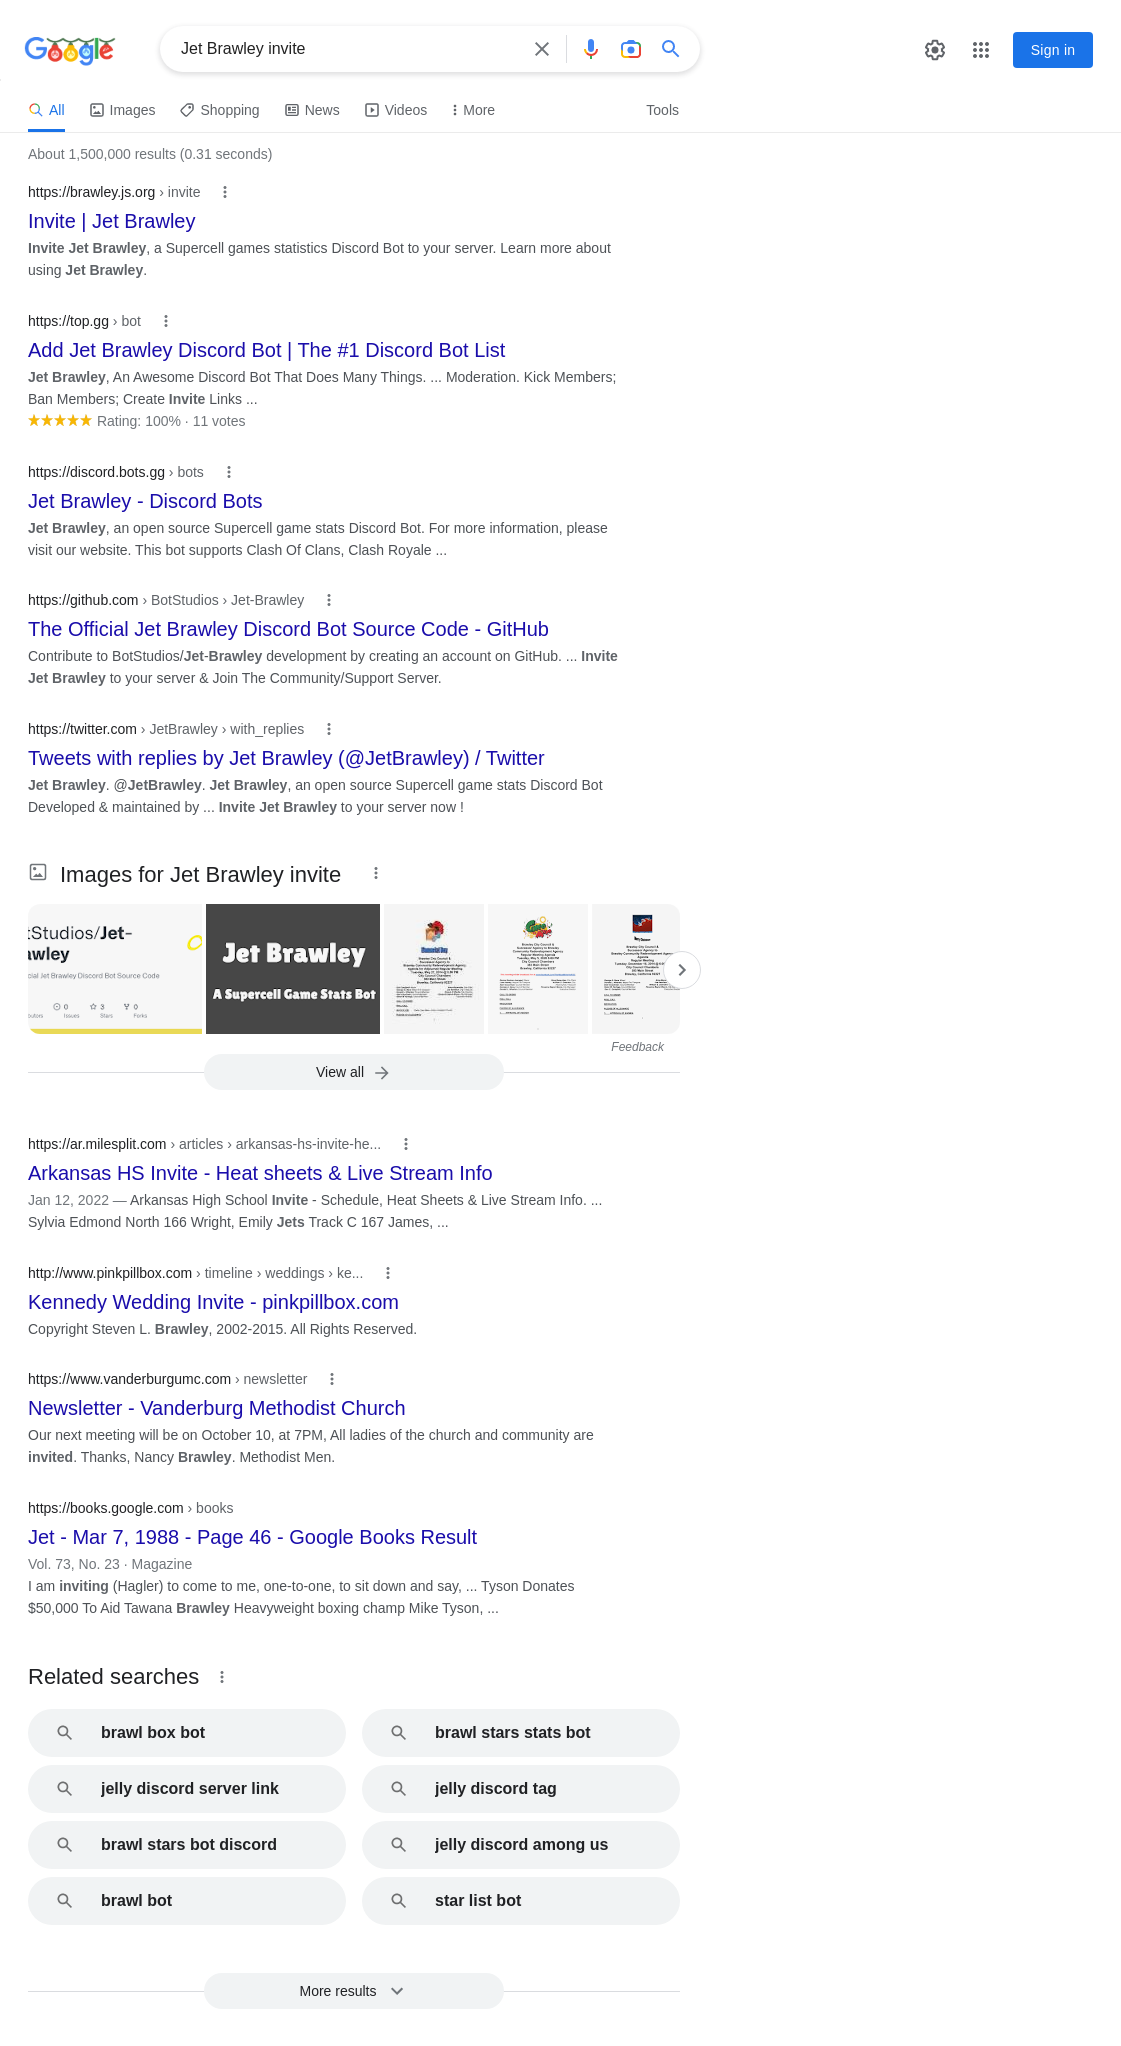 Google
Jet Brawley invite
Sign in
All
Images
Shopping
News
Videos
More
Tools
About 1,500,000 results (0.31 seconds)
https://brawley.js.org › invite
Invite | Jet Brawley
Invite Jet Brawley, a Supercell games statistics Discord Bot to your server. Learn more about
using Jet Brawley.
https://top.gg › bot
Add Jet Brawley Discord Bot | The #1 Discord Bot List
Jet Brawley, An Awesome Discord Bot That Does Many Things. ... Moderation. Kick Members;
Ban Members; Create Invite Links ...
Rating: 100% · 11 votes
https://discord.bots.gg › bots
Jet Brawley - Discord Bots
Jet Brawley, an open source Supercell game stats Discord Bot. For more information, please
visit our website. This bot supports Clash Of Clans, Clash Royale ...
https://github.com › BotStudios › Jet-Brawley
The Official Jet Brawley Discord Bot Source Code - GitHub
Contribute to BotStudios/Jet-Brawley development by creating an account on GitHub. ... Invite
Jet Brawley to your server & Join The Community/Support Server.
https://twitter.com › JetBrawley › with_replies
Tweets with replies by Jet Brawley (@JetBrawley) / Twitter
Jet Brawley. @JetBrawley. Jet Brawley, an open source Supercell game stats Discord Bot
Developed & maintained by ... Invite Jet Brawley to your server now !
Images for Jet Brawley invite
tStudios/Jet-
awley
cial Jet Brawley Discord Bot Source Code
0
3
0
Issues
Stars
Forks
Jet Brawley
A Supercell Game Stats Bot
Memorial Day
Feedback
View all
https://ar.milesplit.com › articles › arkansas-hs-invite-he...
Arkansas HS Invite - Heat sheets & Live Stream Info
Jan 12, 2022 — Arkansas High School Invite - Schedule, Heat Sheets & Live Stream Info. ...
Sylvia Edmond North 166 Wright, Emily Jets Track C 167 James, ...
http://www.pinkpillbox.com › timeline › weddings › ke...
Kennedy Wedding Invite - pinkpillbox.com
Copyright Steven L. Brawley, 2002-2015. All Rights Reserved.
https://www.vanderburgumc.com › newsletter
Newsletter - Vanderburg Methodist Church
Our next meeting will be on October 10, at 7PM, All ladies of the church and community are
invited. Thanks, Nancy Brawley. Methodist Men.
https://books.google.com › books
Jet - Mar 7, 1988 - Page 46 - Google Books Result
Vol. 73, No. 23 · Magazine
I am inviting (Hagler) to come to me, one-to-one, to sit down and say, ... Tyson Donates
$50,000 To Aid Tawana Brawley Heavyweight boxing champ Mike Tyson, ...
Related searches
brawl box bot
brawl stars stats bot
jelly discord server link
jelly discord tag
brawl stars bot discord
jelly discord among us
brawl bot
star list bot
More results